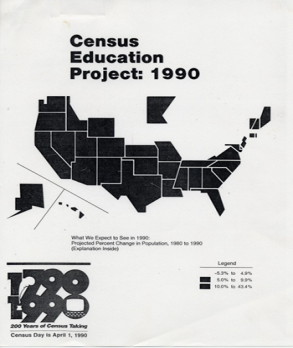 Census
Education
Project: 1990
What We Expect to See in 1990:
Projected Percent Change in Population, 1980 to 1990
(Explanation Inside)
Legend
-5.9% to 4.9%
5.0% to 9.9%
10.0% to 43.4%
1790
1990
200 Years of Census Taking
Census Day is April 1, 1990